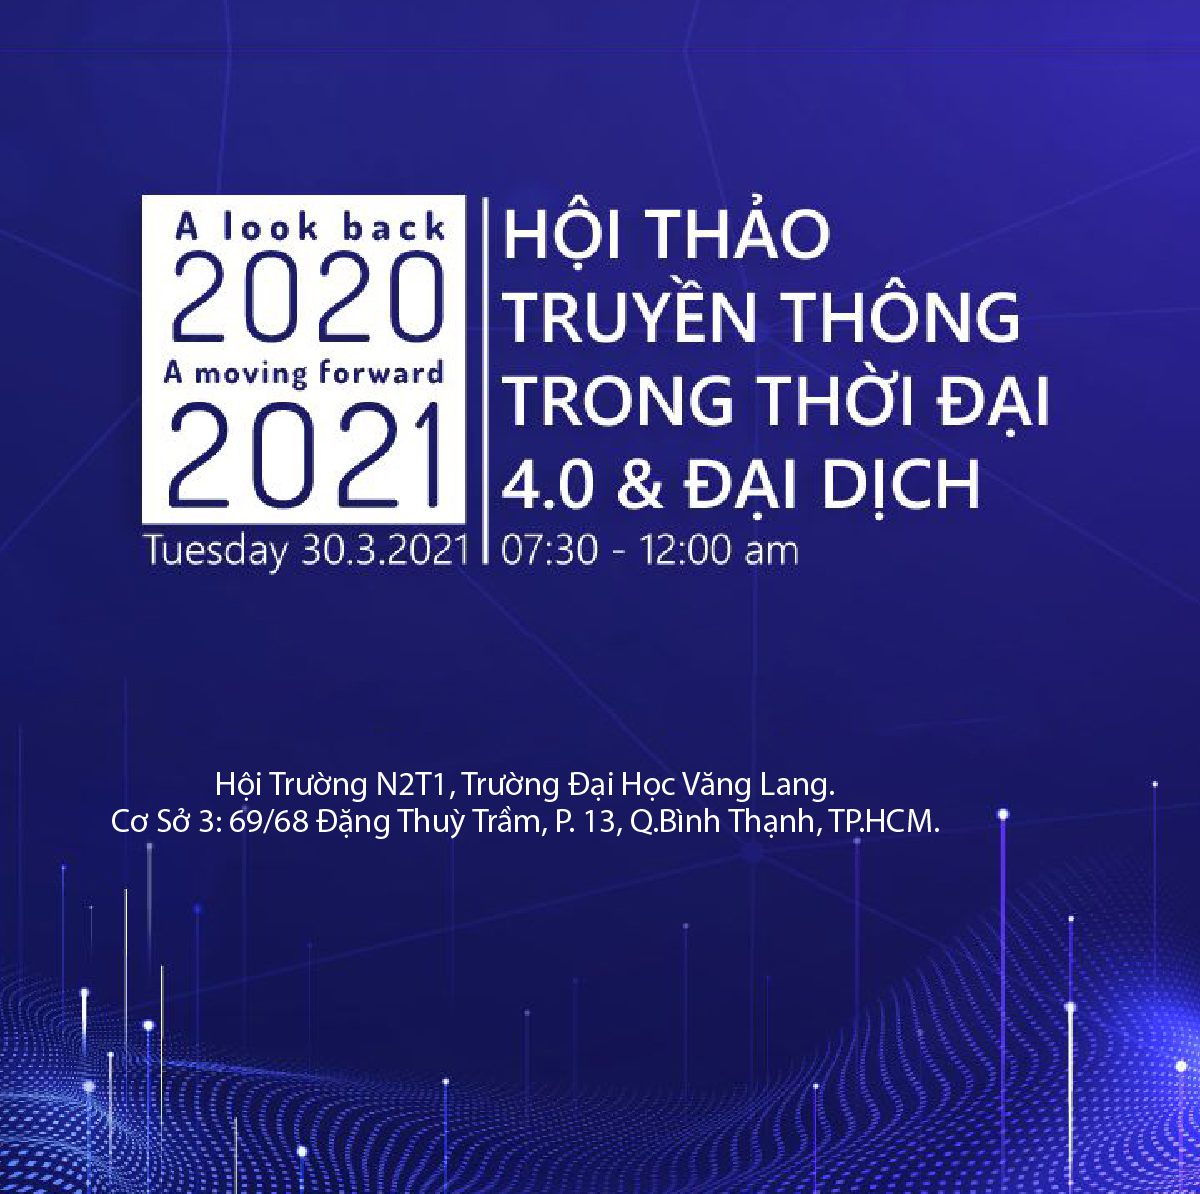 A look back
2020
A moving forward
2021
HỘI THẢO
TRUYỀN THÔNG
TRONG THỜI ĐẠI
4.0 & ĐẠI DỊCH
Tuesday 30.3.2021
07:30 - 12:00 am
Hội Trường N2T1, Trường Đại Học Văng Lang.
Cơ Sở 3: 69/68 Đặng Thuỳ Trầm, P. 13, Q.Bình Thạnh, TP.HCM.